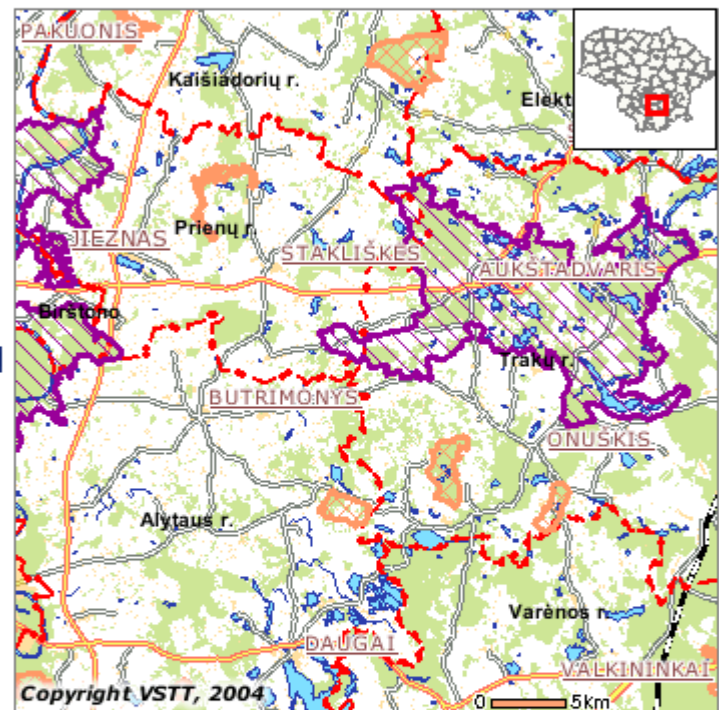 PAKUONIS
Kaišiadorių r.
Elekt
Prienų r.
JIEZNAS
STAKLIŠKĖS
AUKŠTADVARIS
Birštono
Trakų r.
BUTRIMONYS
ONUŠKIS
Alytaus r.
Varėnos r.
DAUGAI
VALKININKAI
Copyright VSTT, 2004
0 5km